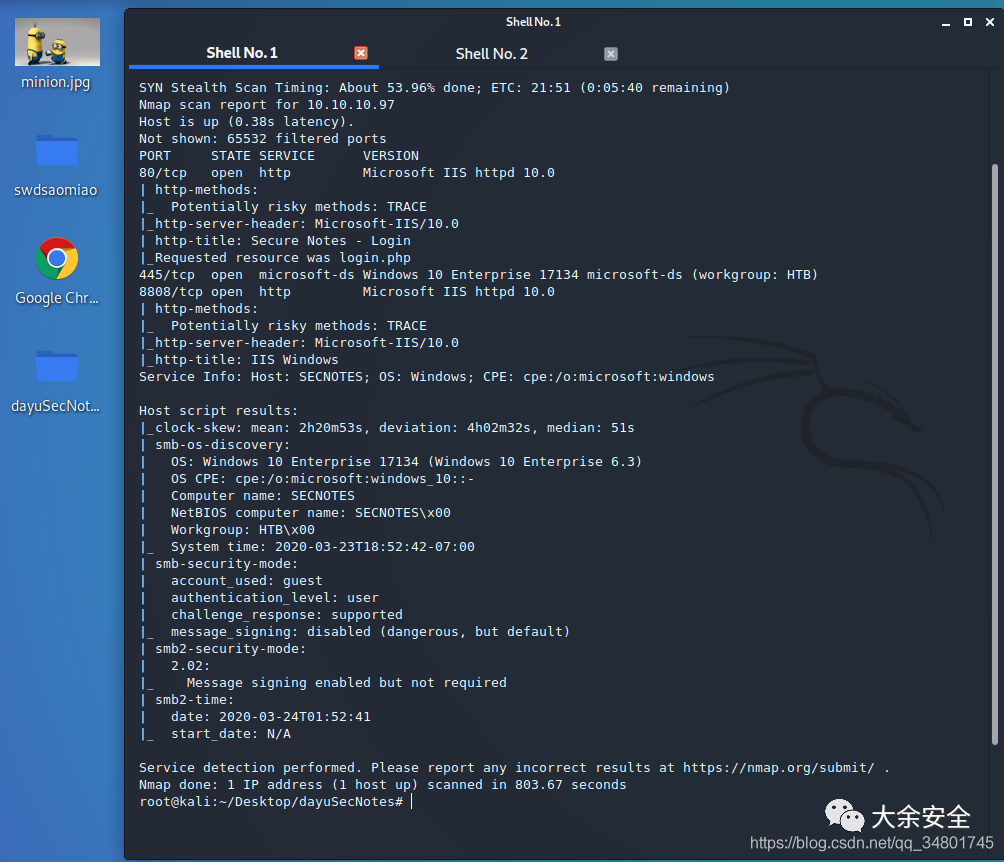 minion.jpg
swdsaomiao
Google Chr...
dayuSecNot...
Shell No. 1
Shell No. 1
Shell No. 2
SYN Stealth Scan Timing: About 53.96% done; ETC: 21:51 (0:05:40 remaining)
Nmap scan report for 10.10.10.97
Host is up (0.38s latency).
Not shown: 65532 filtered ports
PORT     STATE SERVICE      VERSION
80/tcp   open  http         Microsoft IIS httpd 10.0
| http-methods:
|_  Potentially risky methods: TRACE
|_http-server-header: Microsoft-IIS/10.0
| http-title: Secure Notes - Login
|_Requested resource was login.php
445/tcp  open  microsoft-ds Windows 10 Enterprise 17134 microsoft-ds (workgroup: HTB)
8808/tcp open  http         Microsoft IIS httpd 10.0
| http-methods:
|_  Potentially risky methods: TRACE
|_http-server-header: Microsoft-IIS/10.0
|_http-title: IIS Windows
Service Info: Host: SECNOTES; OS: Windows; CPE: cpe:/o:microsoft:windows
Host script results:
|_clock-skew: mean: 2h20m53s, deviation: 4h02m32s, median: 51s
| smb-os-discovery:
|   OS: Windows 10 Enterprise 17134 (Windows 10 Enterprise 6.3)
|   OS CPE: cpe:/o:microsoft:windows_10::-
|   Computer name: SECNOTES
|   NetBIOS computer name: SECNOTES\x00
|   Workgroup: HTB\x00
|_  System time: 2020-03-23T18:52:42-07:00
| smb-security-mode:
|   account_used: guest
|   authentication_level: user
|   challenge_response: supported
|_  message_signing: disabled (dangerous, but default)
| smb2-security-mode:
|   2.02:
|_    Message signing enabled but not required
| smb2-time:
|   date: 2020-03-24T01:52:41
|_  start_date: N/A
Service detection performed. Please report any incorrect results at https://nmap.org/submit/ .
Nmap done: 1 IP address (1 host up) scanned in 803.67 seconds
root@kali:~/Desktop/dayuSecNotes#
大余安全
https://blog.csdn.net/qq_34801745